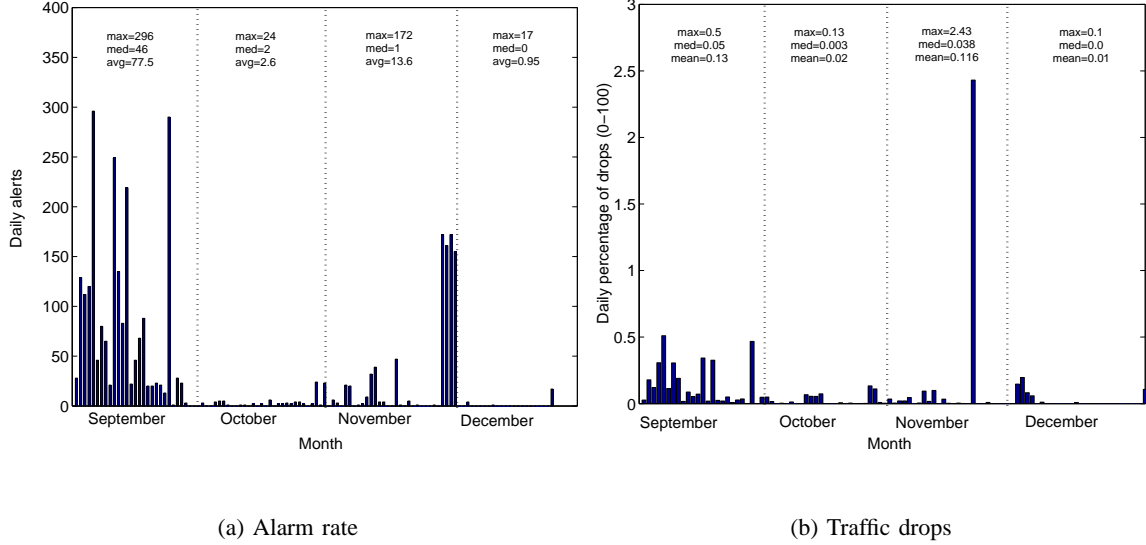 400
350
300
250
200
150
100
50
0
Daily alerts
max=296
med=46
avg=77.5
max=24
med=2
avg=2.6
max=172
med=1
avg=13.6
max=17
med=0
avg=0.95
September
October
November
December
Month
(a) Alarm rate
3
2.5
2
1.5
1
0.5
0
Daily percentage of drops (0−100)
max=0.5
med=0.05
mean=0.13
max=0.13
med=0.003
mean=0.02
max=2.43
med=0.038
mean=0.116
max=0.1
med=0.0
mean=0.01
September
October
November
December
Month
(b) Traffic drops